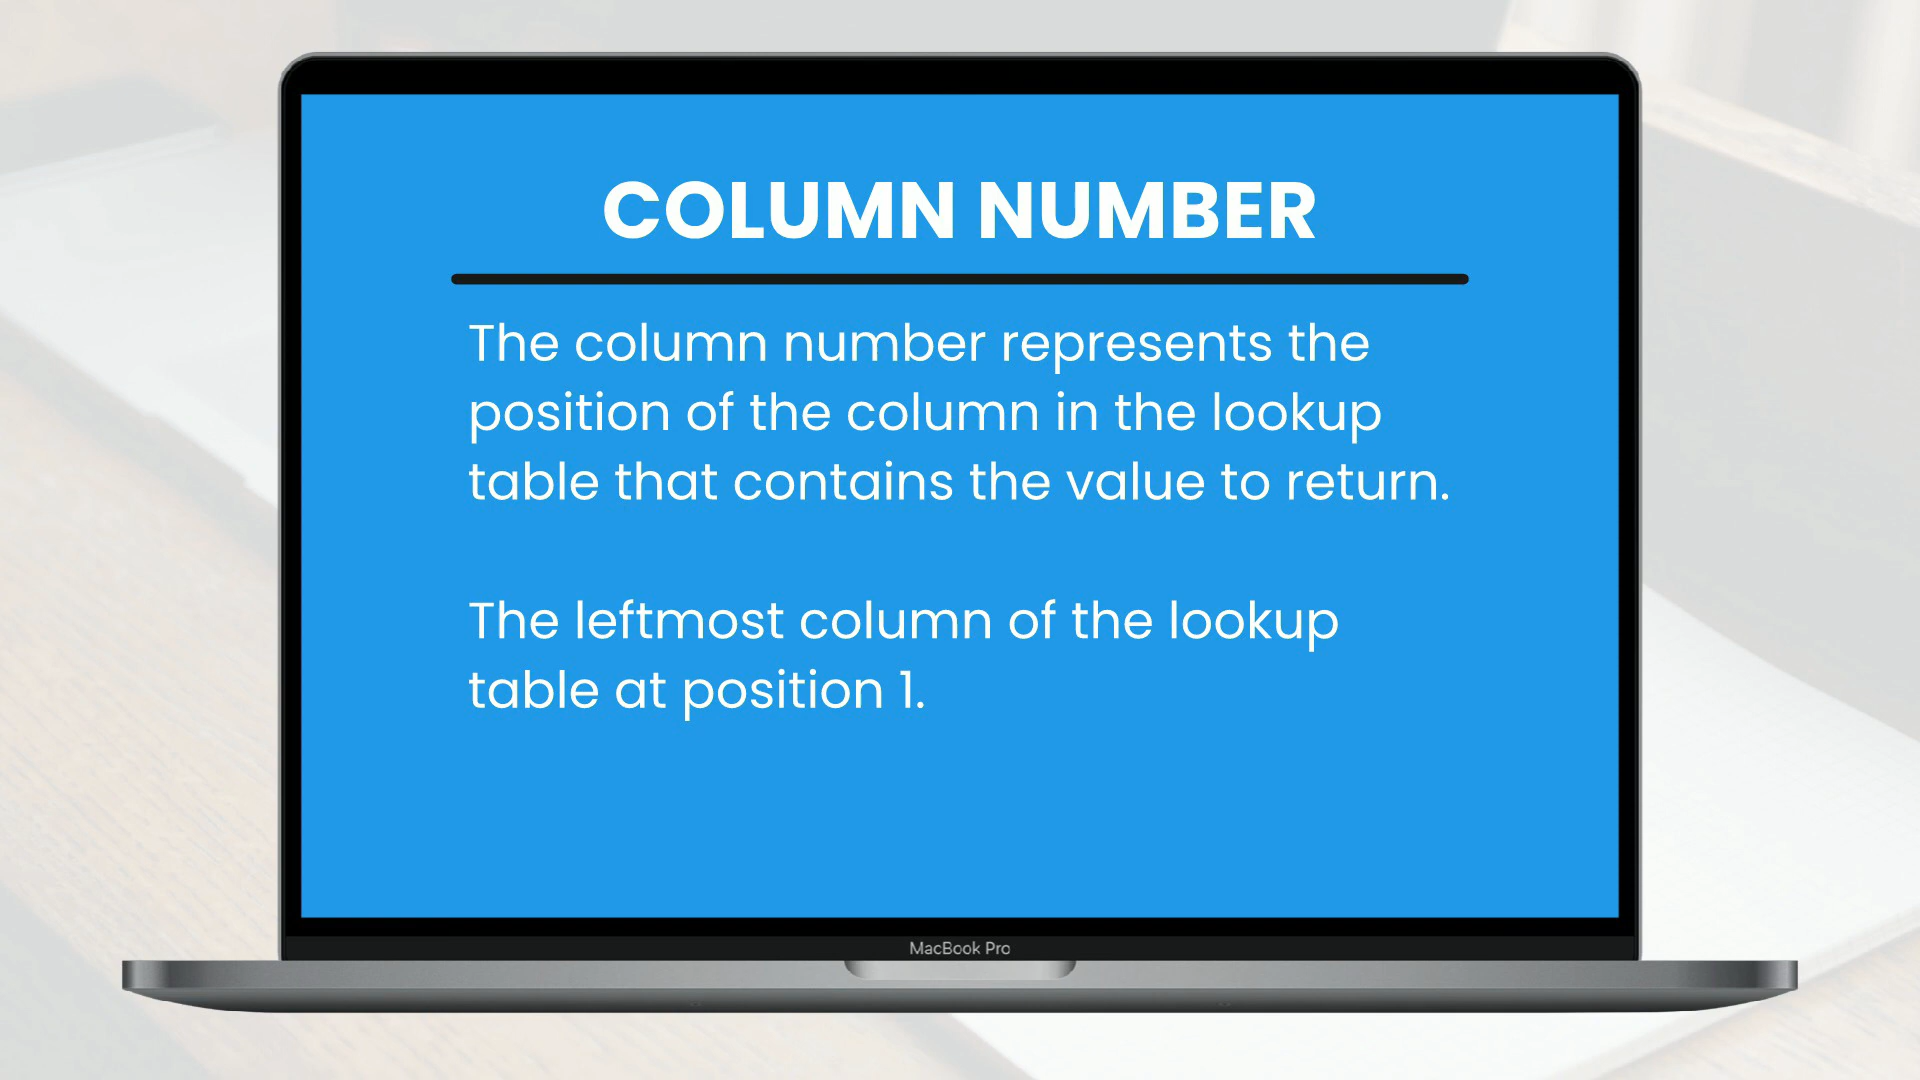 COLUMN NUMBER
The column number represents the
position of the column in the lookup
table that contains the value to return.
The leftmost column of the lookup
table at position 1.
MacBook Pro